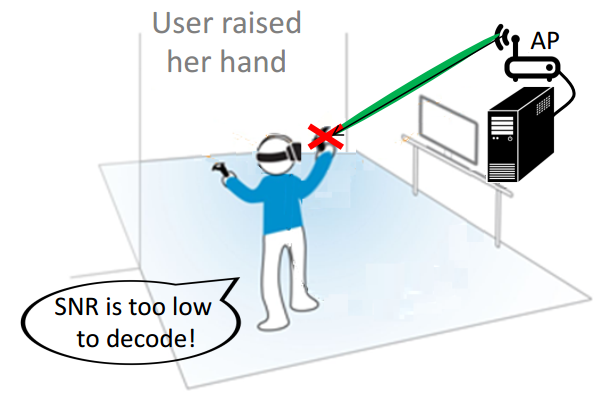 User raised
her hand
AP
SNR is too low
to decode!